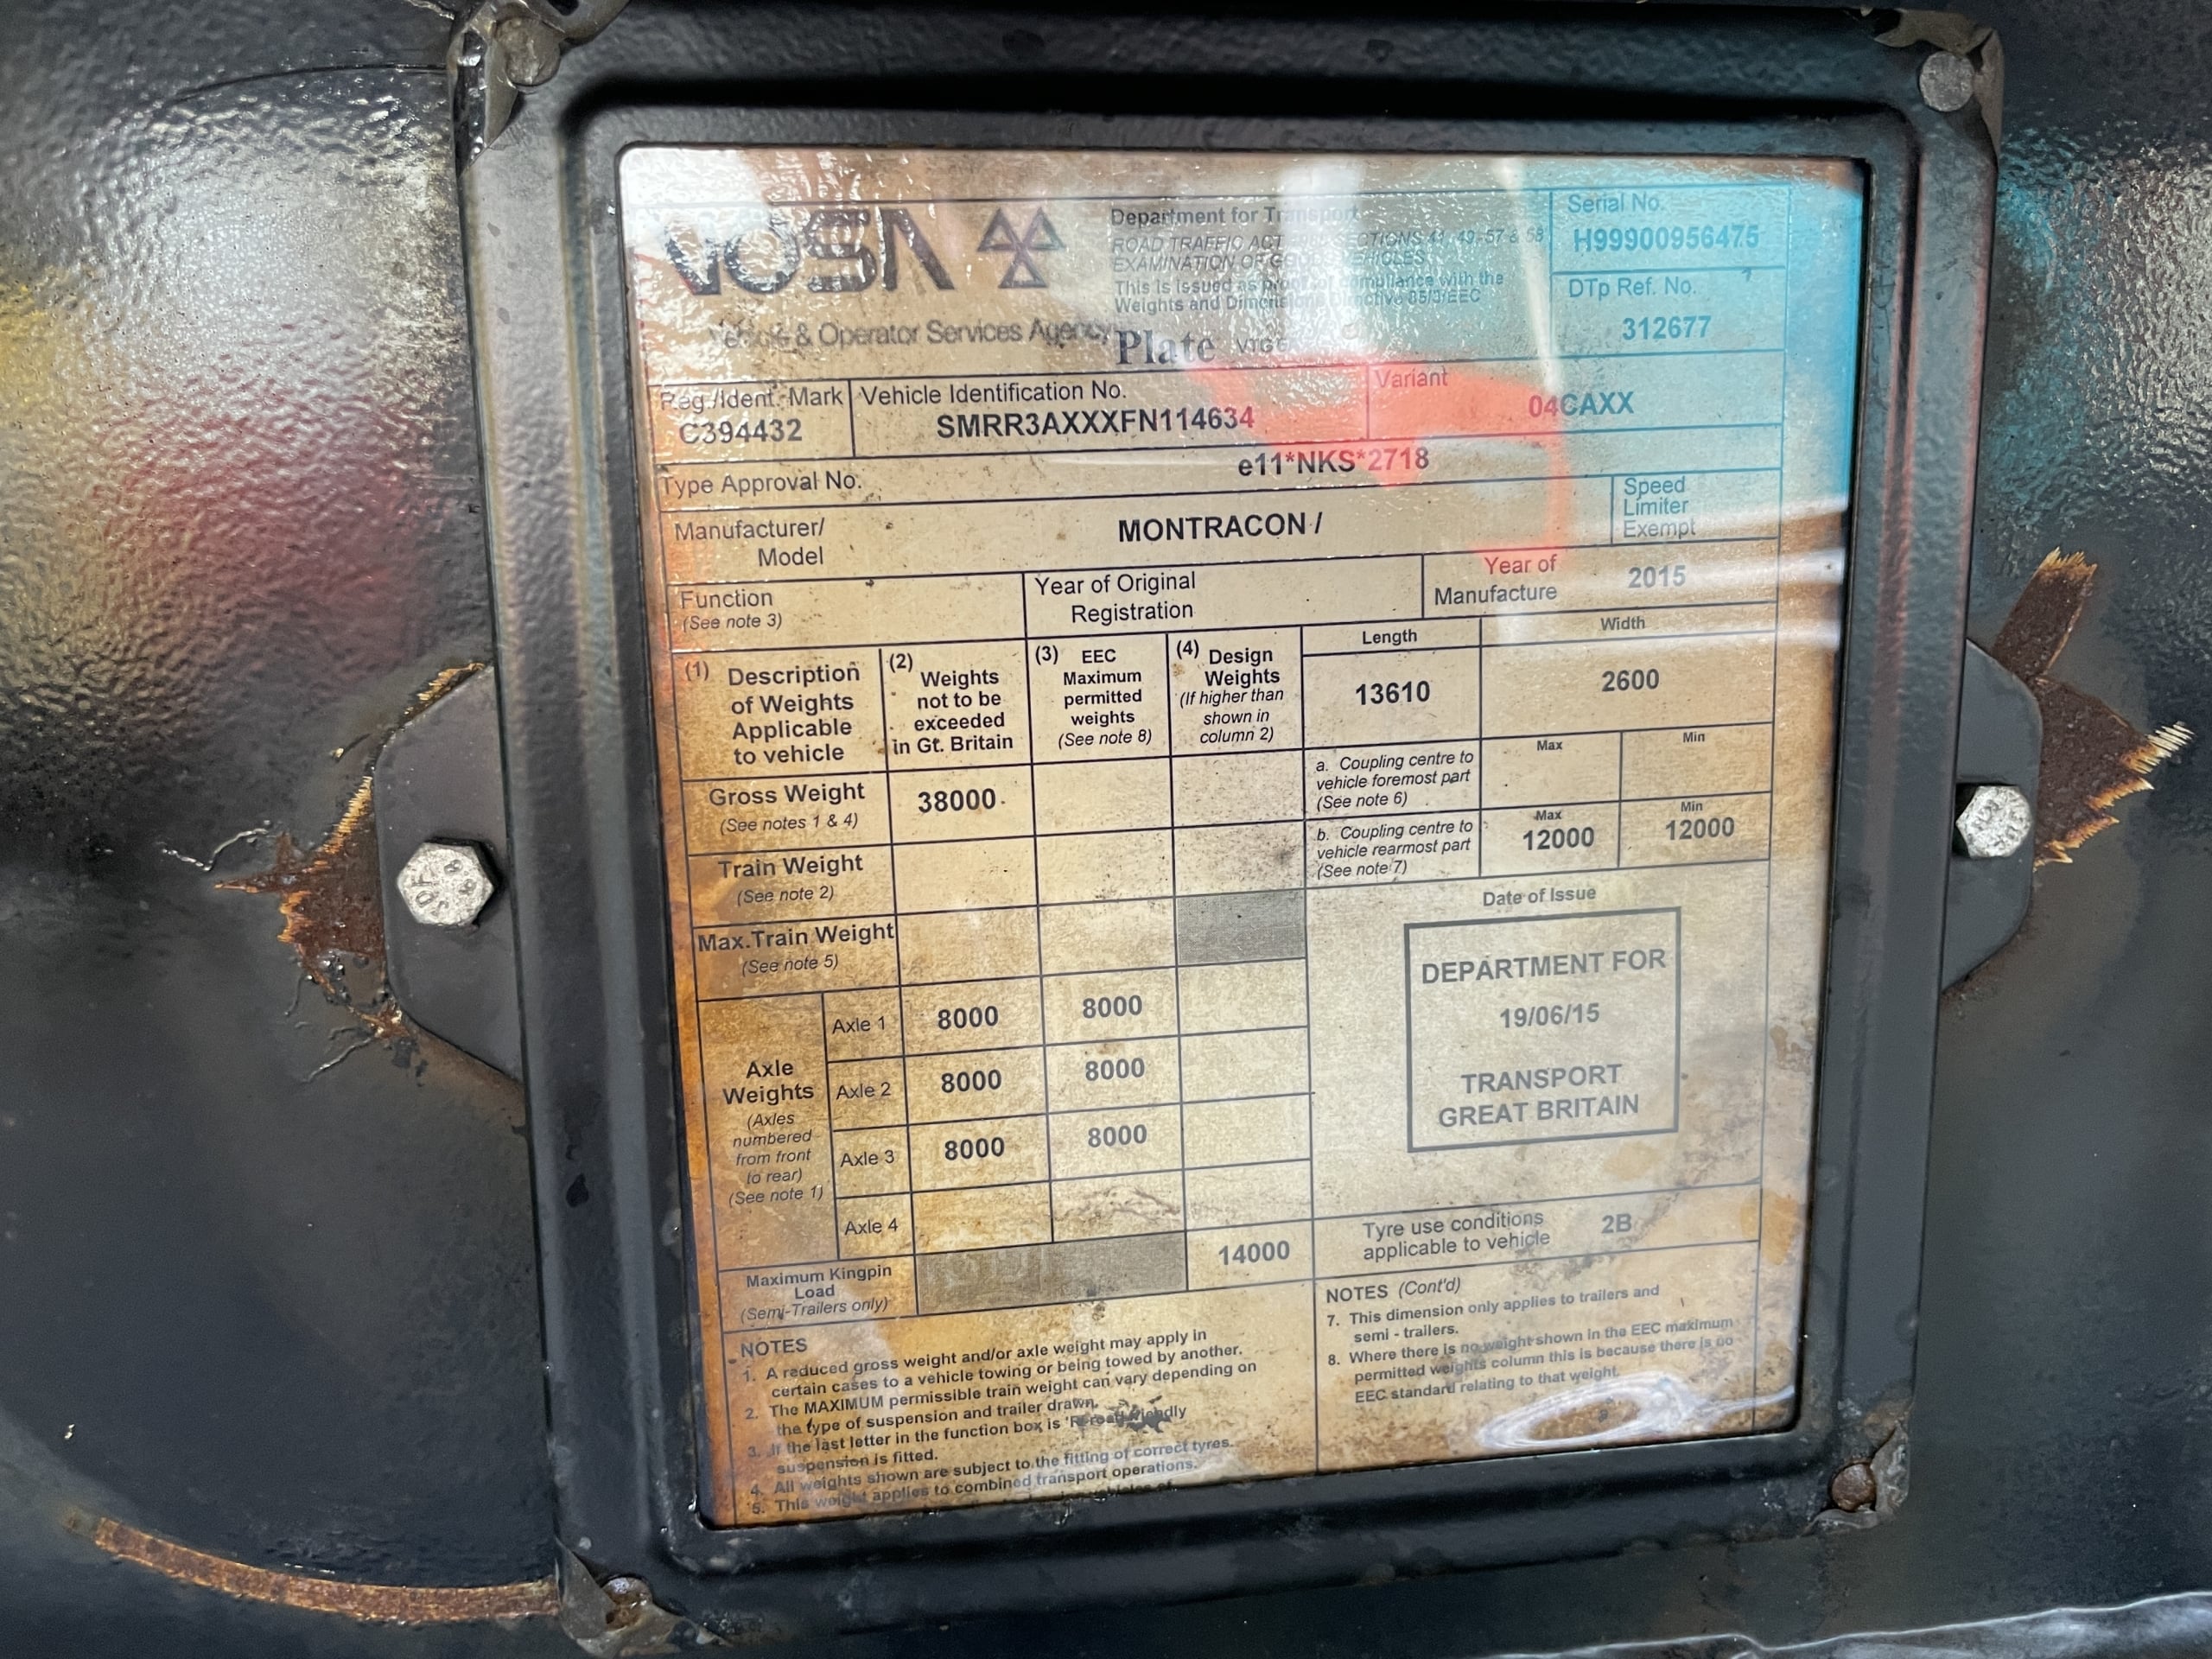 VOSA
Vehicle & Operator Services Agency
Department for Transport
ROAD TRAFFIC ACT SECTIONS 41, 49, 57 & 58
EXAMINATION OF GOODS VEHICLES
This is issued as proof of compliance with the
Weights and Dimensions Directive 85/3/EEC
Plate VTG
Serial No.
H99900956475
DTp Ref. No.
312677
Reg./Ident. Mark
C394432
Vehicle Identification No.
SMRR3AXXXFN114634
Variant
04CAXX
Type Approval No.
e11*NKS*2718
Manufacturer/
Model
MONTRACON /
Speed
Limiter
Exempt
Function
(See note 3)
Year of Original
Registration
Year of
Manufacture
2015
(1) Description
of Weights
Applicable
to vehicle
(2) Weights
not to be
exceeded
in Gt. Britain
(3) EEC
Maximum
permitted
weights
(See note 8)
(4) Design
Weights
(If higher than
shown in
column 2)
Length
13610
Width
2600
Gross Weight
(See notes 1 & 4)
38000
a. Coupling centre to
vehicle foremost part
(See note 6)
Max
Min
Train Weight
(See note 2)
b. Coupling centre to
vehicle rearmost part
(See note 7)
Max
12000
Min
12000
Max.Train Weight
(See note 5)
Date of Issue
DEPARTMENT FOR
19/06/15
TRANSPORT
GREAT BRITAIN
Axle
Weights
(Axles
numbered
from front
to rear)
(See note 1)
Axle 1 8000 8000
Axle 2 8000 8000
Axle 3 8000 8000
Axle 4
Maximum Kingpin
Load
(Semi-Trailers only)
14000
Tyre use conditions
applicable to vehicle
2B
NOTES
1. A reduced gross weight and/or axle weight may apply in
certain cases to a vehicle towing or being towed by another.
2. The MAXIMUM permissible train weight can vary depending on
the type of suspension and trailer drawn.
3. If the last letter in the function box is 'R' road friendly
suspension is fitted.
4. All weights shown are subject to the fitting of correct tyres.
5. This weight applies to combined transport operations.
NOTES (Cont'd)
7. This dimension only applies to trailers and
semi - trailers.
8. Where there is no weight shown in the EEC maximum
permitted weights column this is because there is no
EEC standard relating to that weight.
8.8